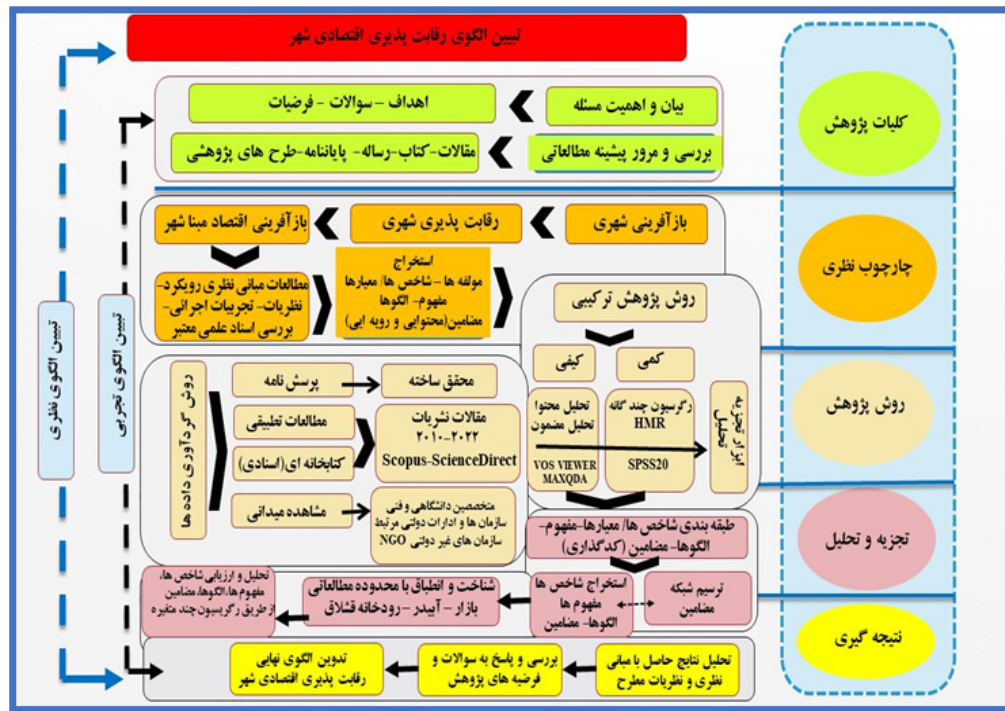 تبیین الگوی رقابت پذیری اقتصادی شهر
کلیات پژوهش
بیان و اهمیت مسئله
اهداف – سوالات – فرضیات
بررسی و مرور پیشینه مطالعاتی
مقالات-کتاب-رساله- پایاننامه-طرح های پژوهشی
چارچوب نظری
بازآفرینی شهری
رقابت پذیری شهری
بازآفرینی اقتصاد مبنا شهر
مطالعات مبانی نظری رویکرد-
نظریات- تجربیات اجرائی-
بررسی اسناد علمی معتبر
استخراج
مولفه ها – شاخص ها/ معیارها
مفهوم- الگوها
مضامین(محتوایی و رویه ایی)
روش پژوهش
روش پژوهش ترکیبی
کمی
کیفی
رگرسیون چند گانه
HMR
SPSS20
تحلیل محتوا
تحلیل مضمون
VOS VIEWER
MAXQDA
ابزار تجزیه
تحلیل
روش گردآوری داده ها
پرسش نامه
محقق ساخته
مطالعات تطبیقی
کتابخانه ای(اسنادی)
مقالات نشریات
۲۰۱۰-۲۰۲۲
Scopus-ScienceDirect
مشاهده میدانی
متخصصین دانشگاهی و فنی
سازمان ها و ادارات دولتی مرتبط
سازمان های غیر دولتی NGO
تجزیه و تحلیل
طبقه بندی شاخص ها/ معیارها-مفهوم-
الگوها- مضامین (کدگذاری)
ترسیم شبکه
مضامین
استخراج شاخص ها
مفهوم ها
الگوها- مضامین
شناخت و انطباق با محدوده مطالعاتی
بازار – آبیدر –رودخانه قشلاق
تحلیل و ارزیابی شاخص ها،
مفهوم ها،الگوها، مضامین
از طریق رگرسیون چند متغیره
نتیجه گیری
تحلیل نتایج حاصل با مبانی
نظری و نظریات مطرح
بررسی و پاسخ به سوالات و
فرضیه های پژوهش
تدوین الگوی نهایی
رقابت پذیری اقتصادی شهر
تبیین الگوی تجربی
تبیین الگوی نظری